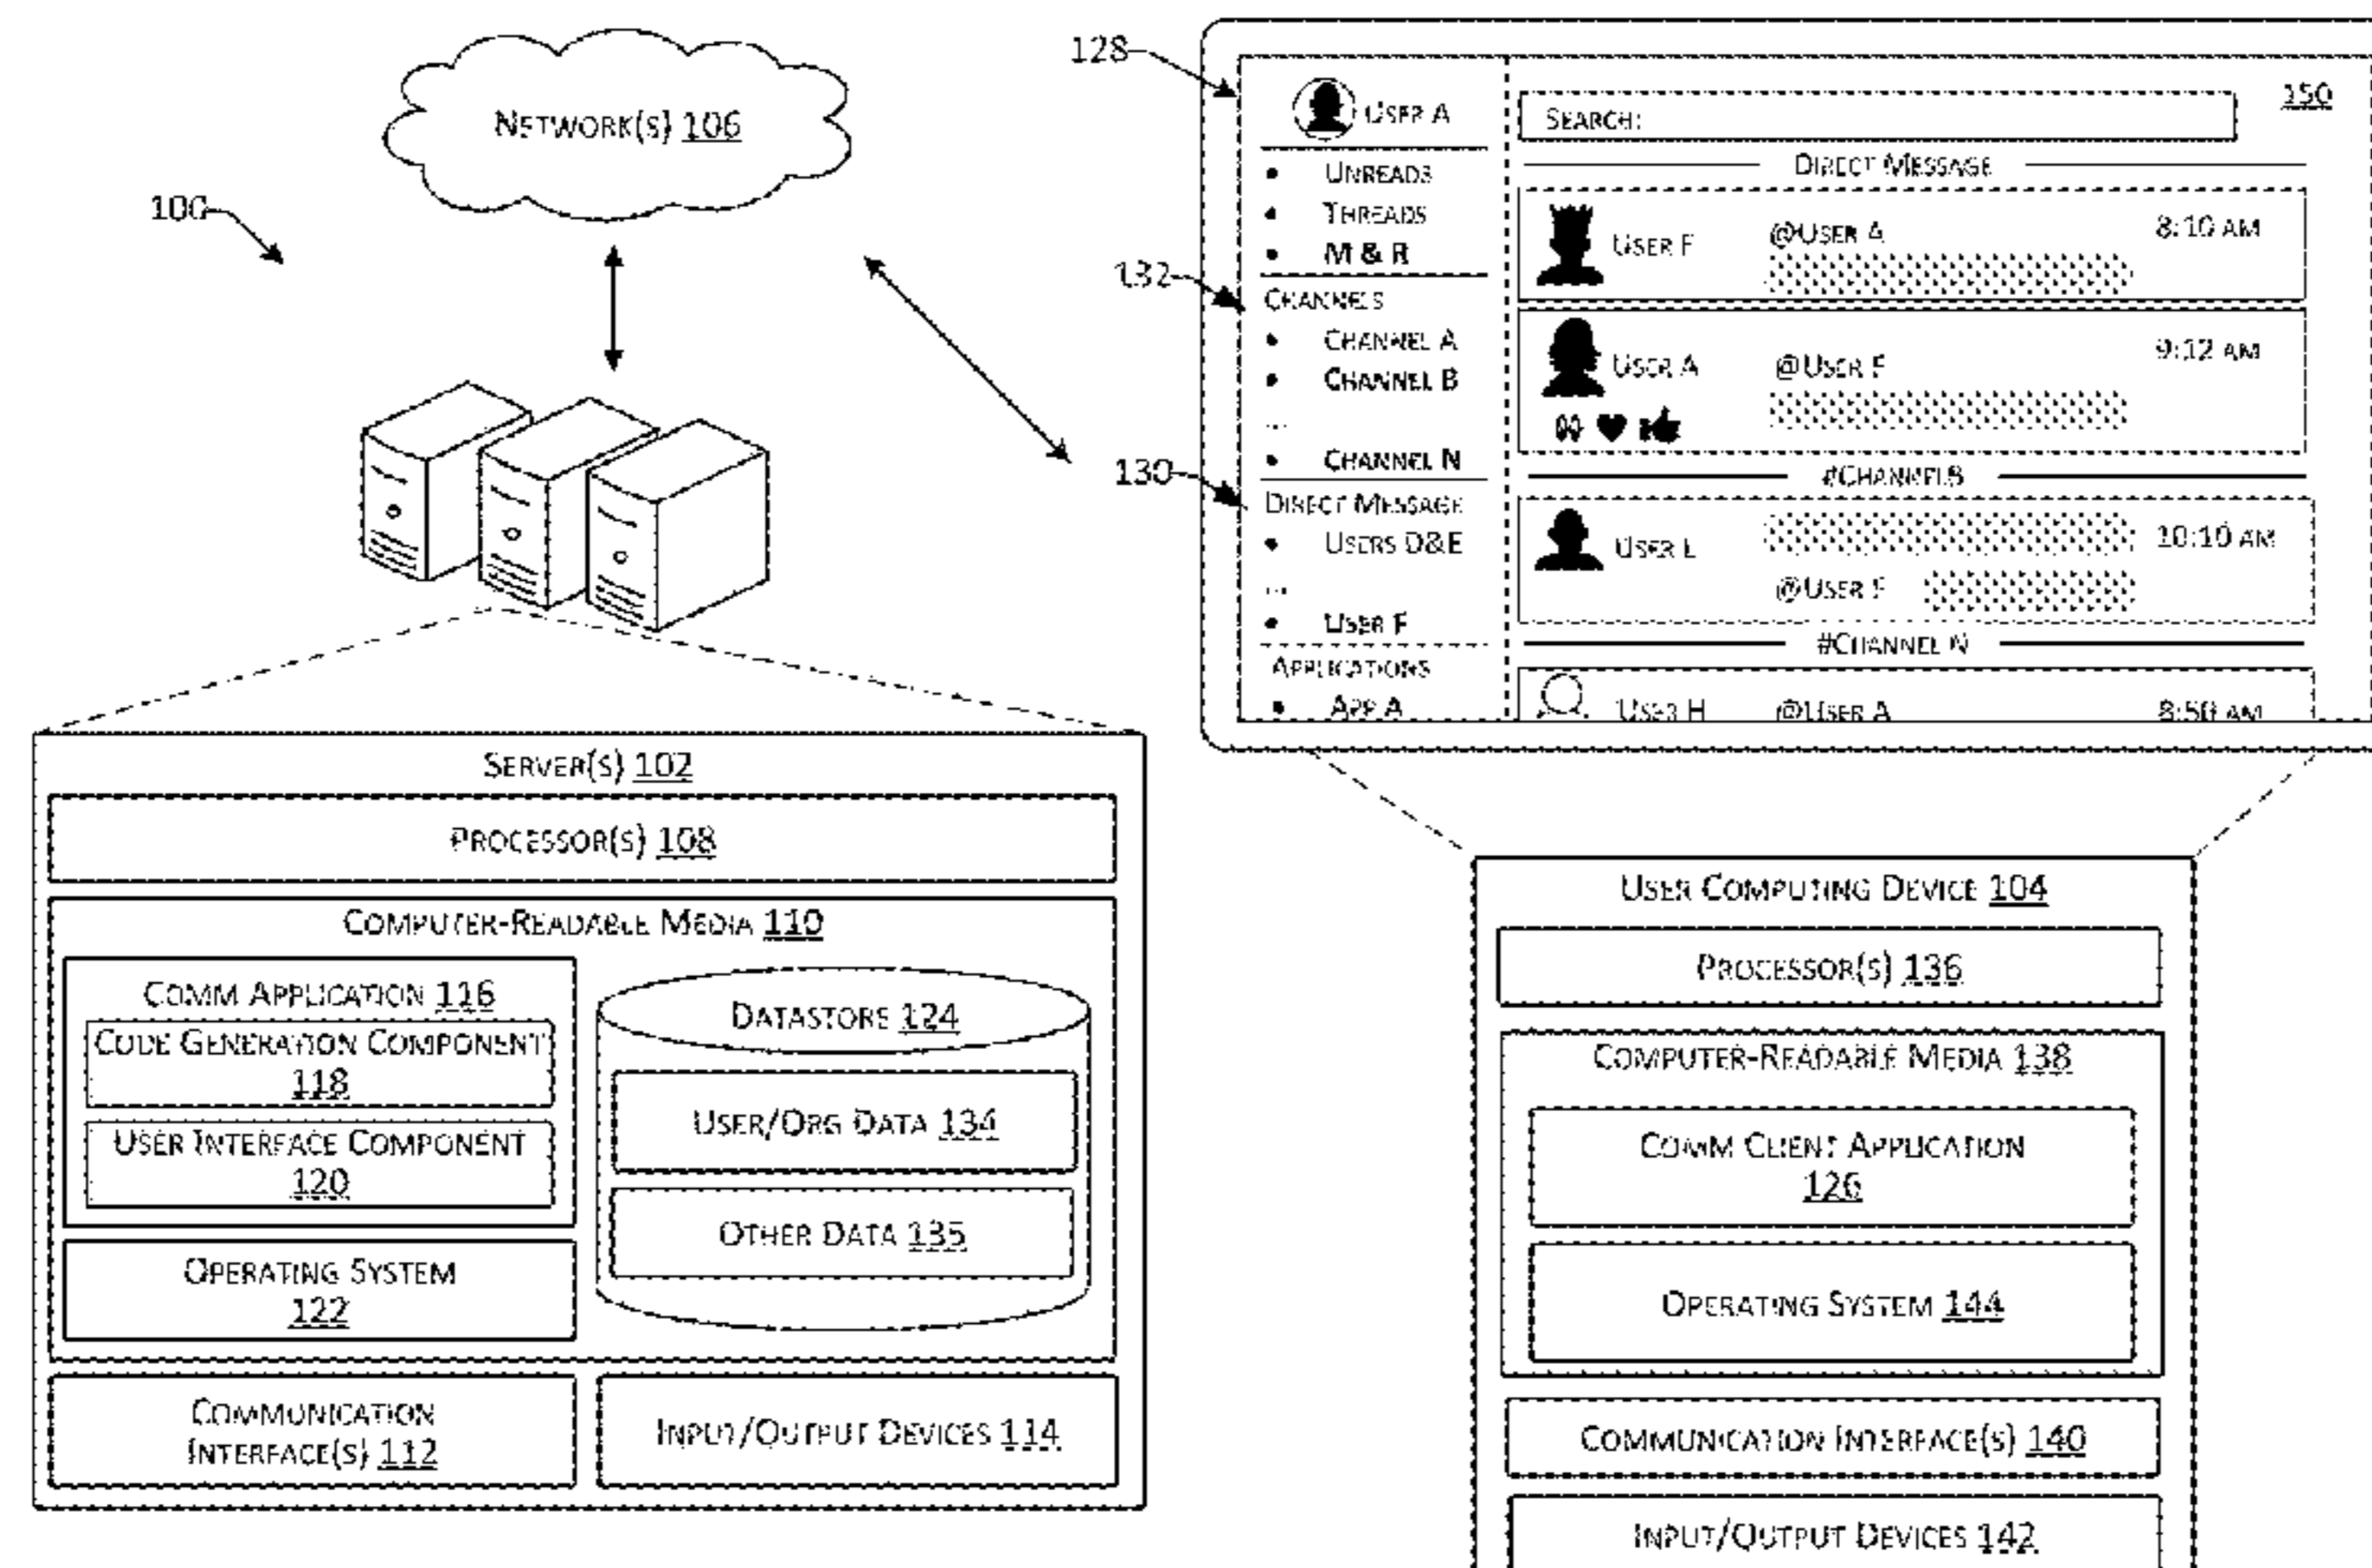 NETWORK(S) 106
100
SERVER(S) 102
PROCESSOR(S) 108
COMPUTER-READABLE MEDIA 110
COMM APPLICATION 116
CODE GENERATION COMPONENT
118
USER INTERFACE COMPONENT
120
OPERATING SYSTEM
122
DATASTORE 124
USER/ORG DATA 134
OTHER DATA 135
COMMUNICATION
INTERFACE(S) 112
INPUT/OUTPUT DEVICES 114
128
132
130
USER A
UNREADS
THREADS
M & R
CHANNELS
CHANNEL A
CHANNEL B
...
CHANNEL N
DIRECT MESSAGE
USERS D&E
...
USER F
APPLICATIONS
APP A
150
SEARCH:
DIRECT MESSAGE
USER F @USER A 8:10 AM
USER A @USER F 9:12 AM
#CHANNELB
USER L 10:10 AM
@USER F
#CHANNEL N
USER H @USER A 8:50 AM
USER COMPUTING DEVICE 104
PROCESSOR(S) 136
COMPUTER-READABLE MEDIA 138
COMM CLIENT APPLICATION
126
OPERATING SYSTEM 144
COMMUNICATION INTERFACE(S) 140
INPUT/OUTPUT DEVICES 142